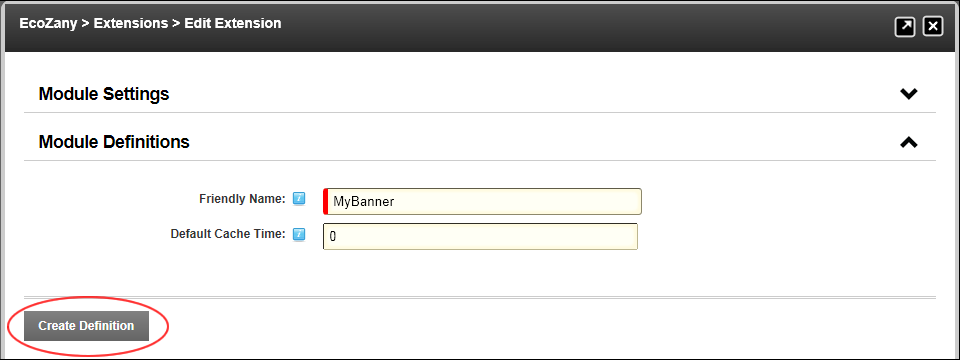 EcoZany > Extensions > Edit Extension
Module Settings
Module Definitions
Friendly Name: i MyBanner
Default Cache Time: i 0
Create Definition